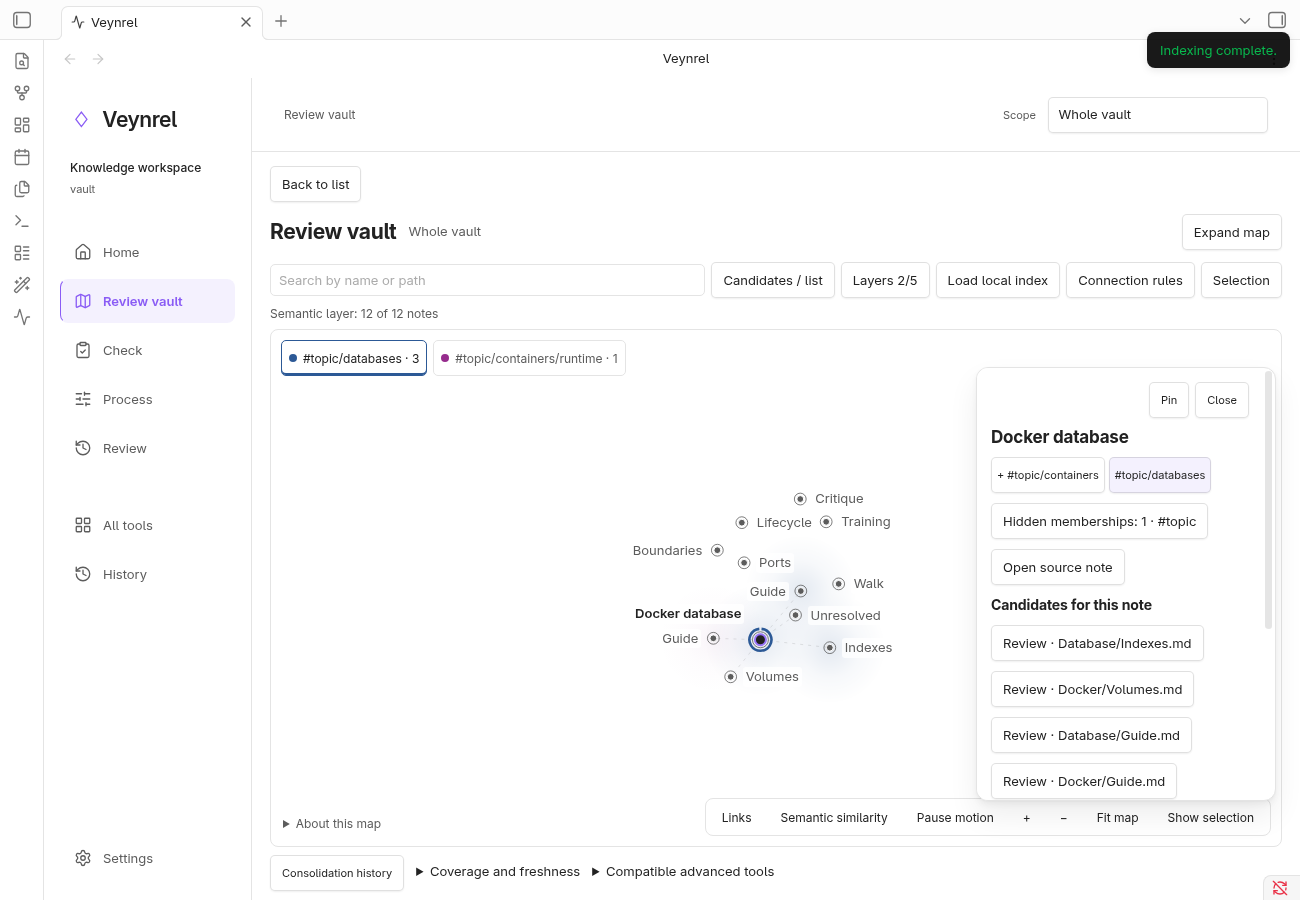 Veynrel
Veynrel
Indexing complete.
Veynrel
Knowledge workspace
vault
Home
Review vault
Check
Process
Review
All tools
History
Settings
Review vault
Scope
Whole vault
Back to list
Review vault
Whole vault
Expand map
Search by name or path
Candidates / list
Layers 2/5
Load local index
Connection rules
Selection
Semantic layer: 12 of 12 notes
#topic/databases · 3
#topic/containers/runtime · 1
Critique
Lifecycle
Training
Boundaries
Ports
Walk
Guide
Docker database
Unresolved
Guide
Indexes
Volumes
Pin
Close
Docker database
+ #topic/containers
#topic/databases
Hidden memberships: 1 · #topic
Open source note
Candidates for this note
Review · Database/Indexes.md
Review · Docker/Volumes.md
Review · Database/Guide.md
Review · Docker/Guide.md
About this map
Links
Semantic similarity
Pause motion
+
−
Fit map
Show selection
Consolidation history
Coverage and freshness
Compatible advanced tools